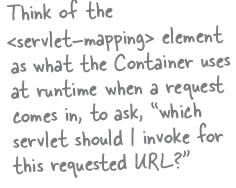 Think of the
<servlet-mapping> element
as what the Container uses
at runtime when a request
comes in, to ask, “which
servlet should I invoke for
this requested URL?”